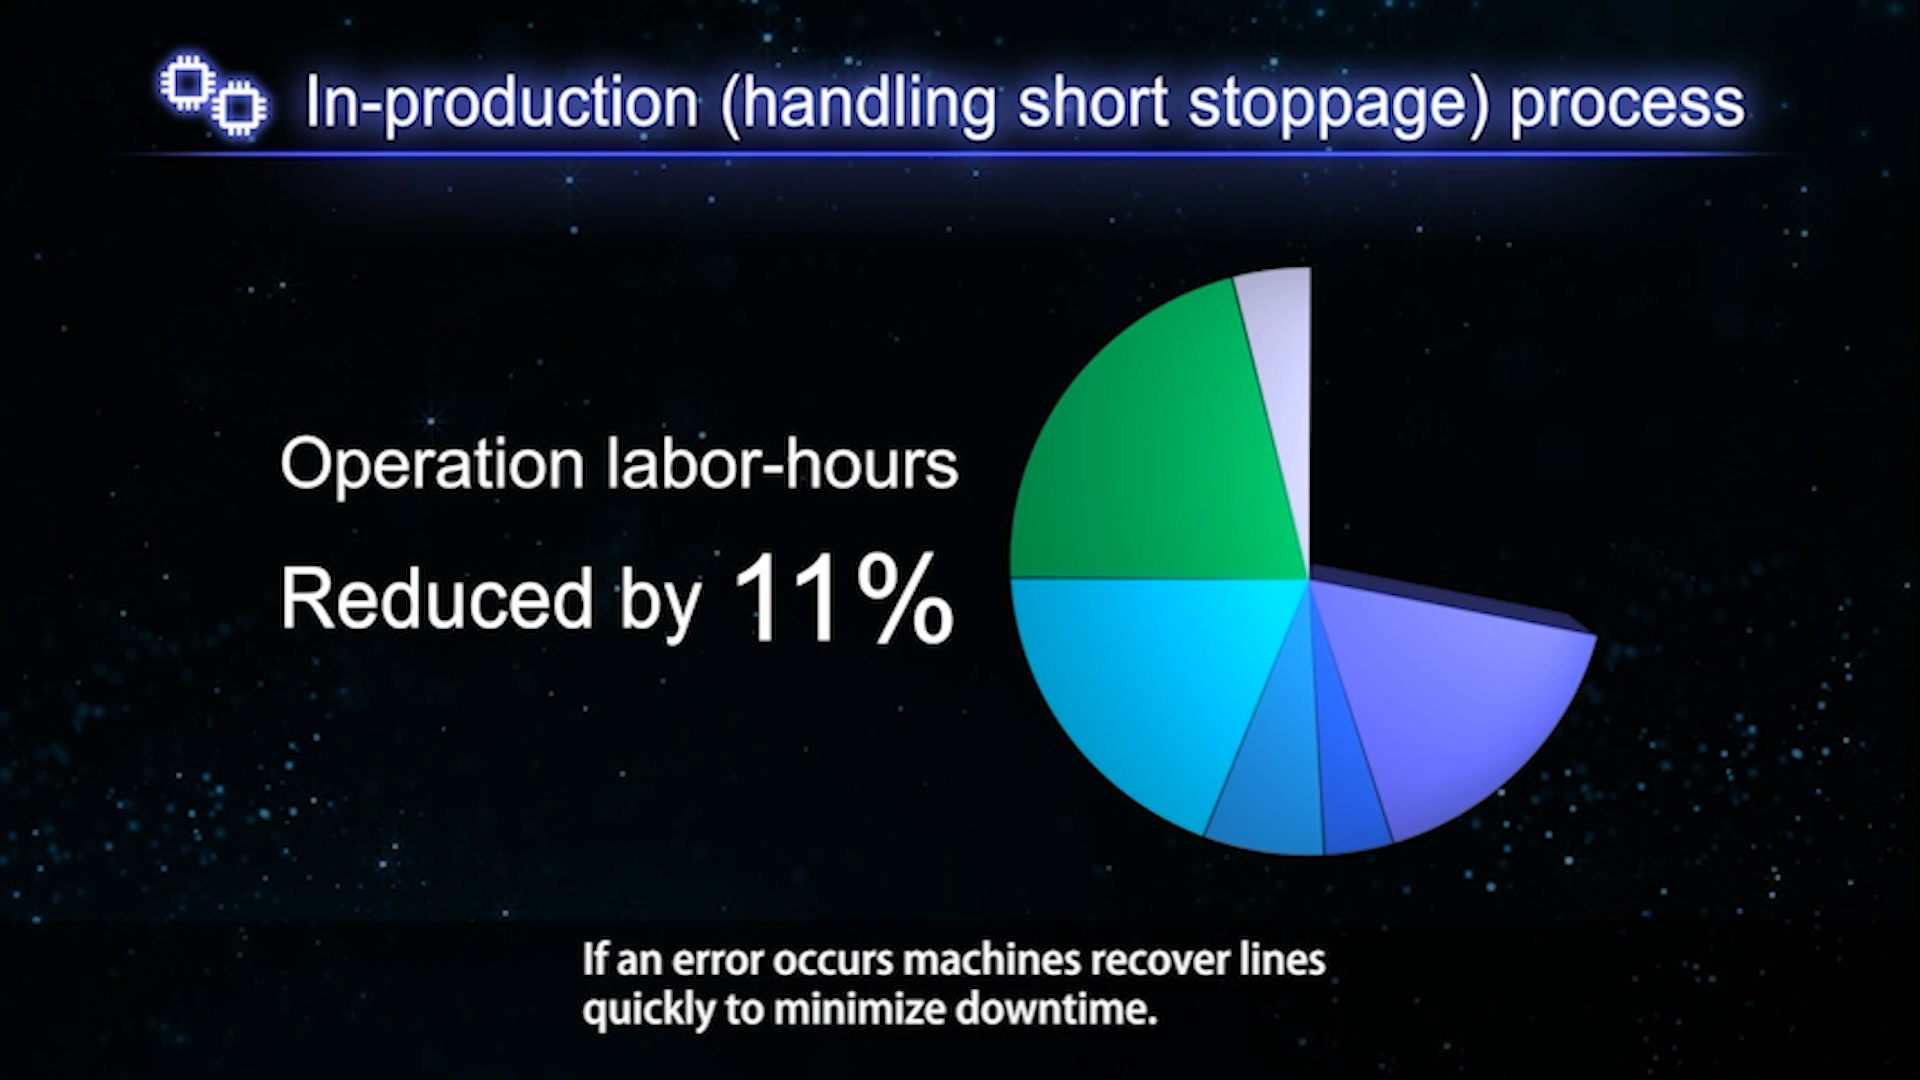 In-production (handling short stoppage) process
Operation labor-hours
Reduced by 11%
If an error occurs machines recover lines
quickly to minimize downtime.